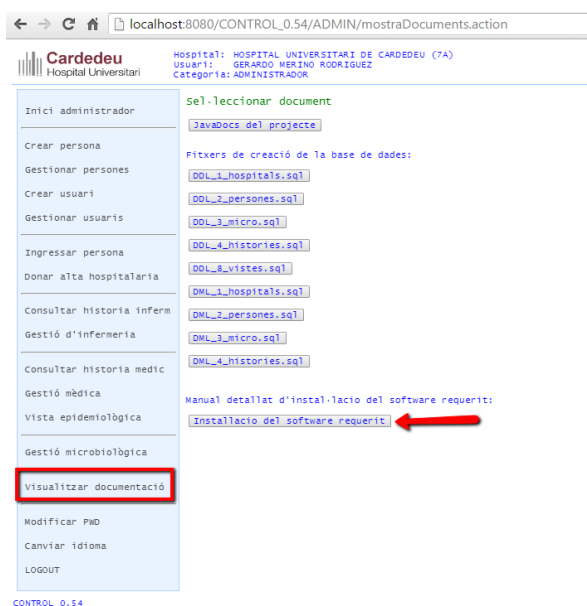 localhost:8080/CONTROL_0.54/ADMIN/mostraDocuments.action
Cardedeu
Hospital Universitari
Hospital: HOSPITAL UNIVERSITARI DE CARDEDEU (7A)
Usuari: GERARDO MERINO RODRIGUEZ
Categoria: ADMINISTRADOR
Inici administrador
Crear persona
Gestionar persones
Crear usuari
Gestionar usuaris
Ingressar persona
Donar alta hospitalaria
Consultar historia inferm
Gestió d'infermeria
Consultar historia medic
Gestió mèdica
Vista epidemiològica
Gestió microbiològica
Visualitzar documentació
Modificar PWD
Canviar idioma
LOGOUT
Sel·leccionar document
JavaDocs del projecte
Fitxers de creació de la base de dades:
DDL_1_hospitals.sql
DDL_2_persones.sql
DDL_3_micro.sql
DDL_4_histories.sql
DDL_8_vistes.sql
DML_1_hospitals.sql
DML_2_persones.sql
DML_3_micro.sql
DML_4_histories.sql
Manual detallat d'instal·lacio del software requerit:
Installacio del software requerit
CONTROL 0.54